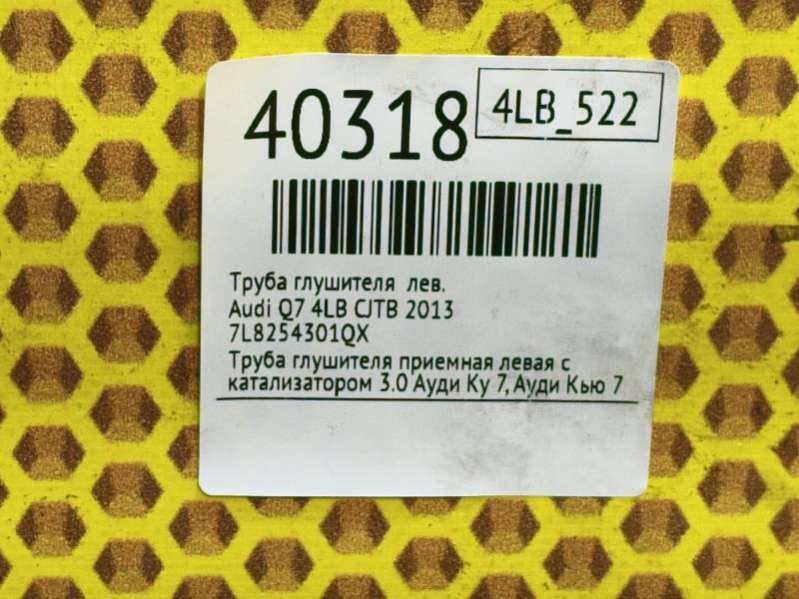 40318
4LB_522
Труба глушителя лев.
Audi Q7 4LB CJTB 2013
7L8254301QX
Труба глушителя приемная левая с
катализатором 3.0 Ауди Ку 7, Ауди Кью 7